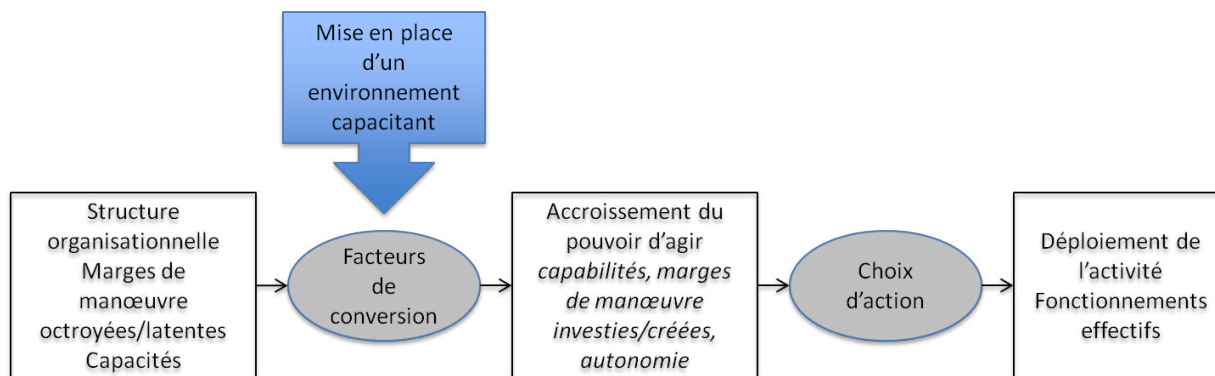 Mise en place
d’un
environnement
capacitant
Structure
organisationnelle
Marges de
manœuvre
octroyées/latentes
Capacités
Facteurs
de
conversion
Accroissement du
pouvoir d’agir
capabilités, marges
de manœuvre
investies/créées,
autonomie
Choix
d’action
Déploiement de
l’activité
Fonctionnements
effectifs